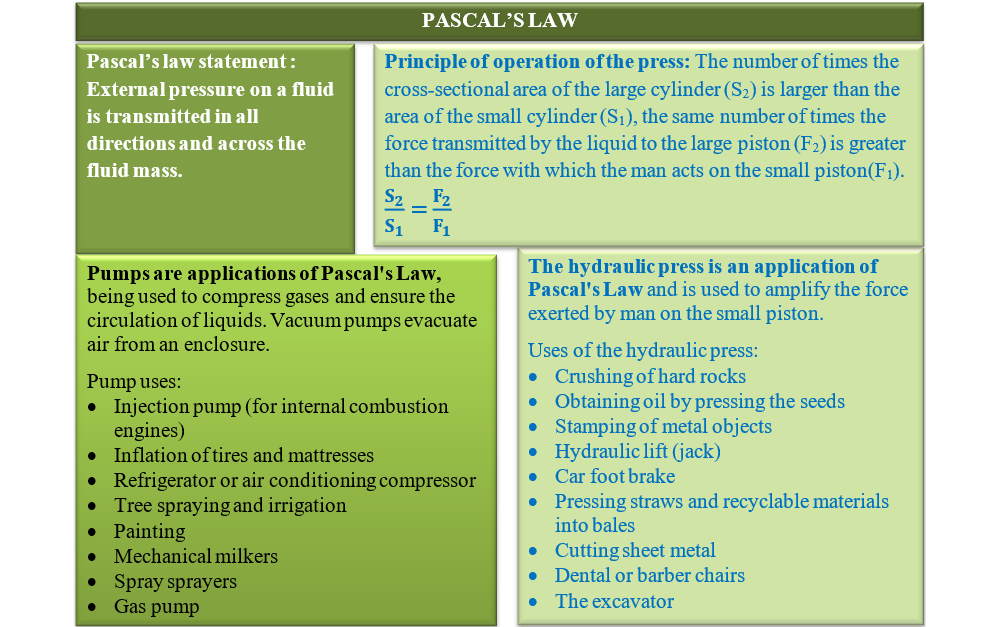 PASCAL’S LAW
Pascal’s law statement :
External pressure on a fluid
is transmitted in all
directions and across the
fluid mass.
Principle of operation of the press: The number of times the
cross-sectional area of the large cylinder (S₂) is larger than the
area of the small cylinder (S₁), the same number of times the
force transmitted by the liquid to the large piston (F₂) is greater
than the force with which the man acts on the small piston(F₁).
S₂/S₁ = F₂/F₁
Pumps are applications of Pascal's Law,
being used to compress gases and ensure the
circulation of liquids. Vacuum pumps evacuate
air from an enclosure.
Pump uses:
• Injection pump (for internal combustion
engines)
• Inflation of tires and mattresses
• Refrigerator or air conditioning compressor
• Tree spraying and irrigation
• Painting
• Mechanical milkers
• Spray sprayers
• Gas pump
The hydraulic press is an application of
Pascal's Law and is used to amplify the force
exerted by man on the small piston.
Uses of the hydraulic press:
• Crushing of hard rocks
• Obtaining oil by pressing the seeds
• Stamping of metal objects
• Hydraulic lift (jack)
• Car foot brake
• Pressing straws and recyclable materials
into bales
• Cutting sheet metal
• Dental or barber chairs
• The excavator